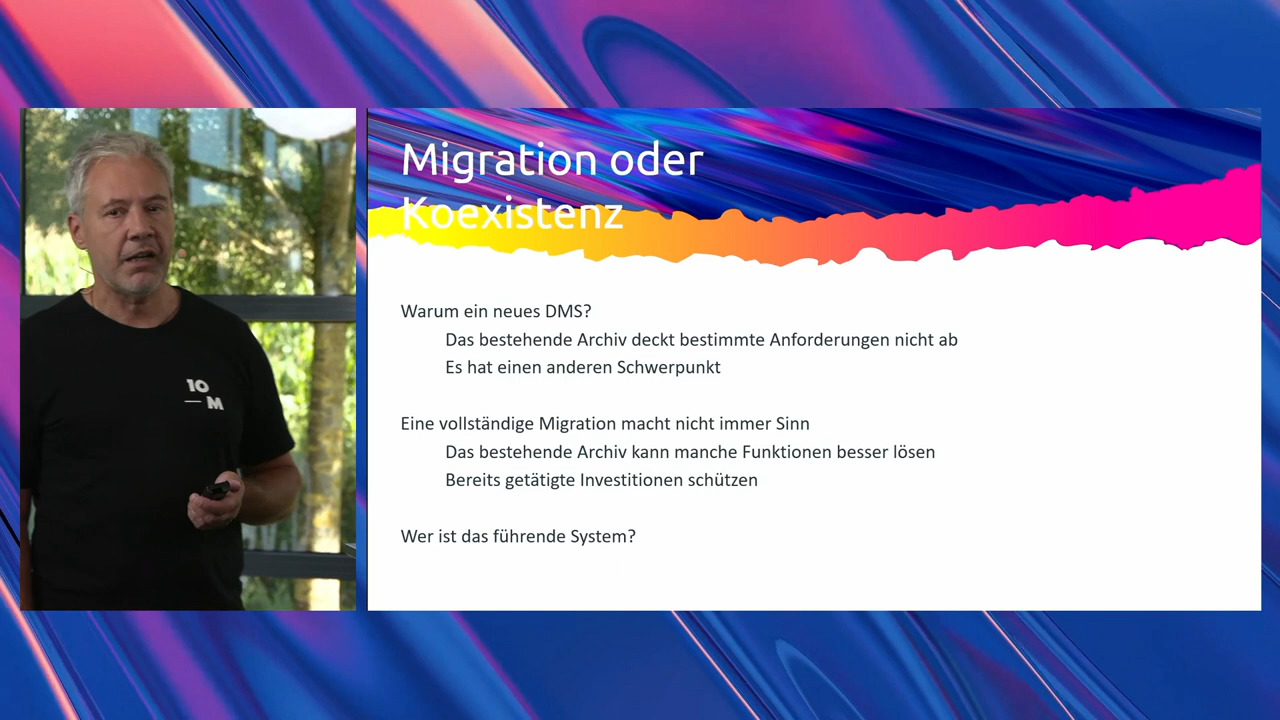 Migration oder
Koexistenz
Warum ein neues DMS?
Das bestehende Archiv deckt bestimmte Anforderungen nicht ab
Es hat einen anderen Schwerpunkt
Eine vollständige Migration macht nicht immer Sinn
Das bestehende Archiv kann manche Funktionen besser lösen
Bereits getätigte Investitionen schützen
Wer ist das führende System?
10
— M